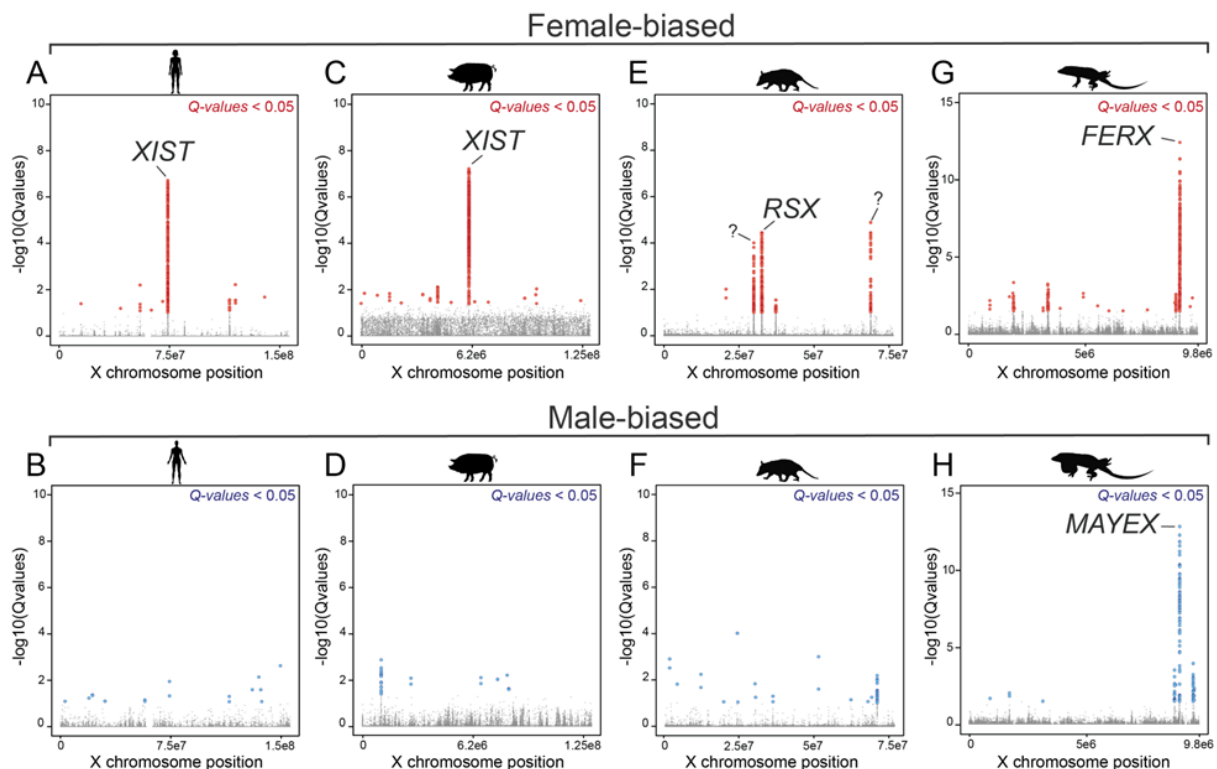 Female-biased
A
Q-values < 0.05
XIST
-log10(Qvalues)
10
8
6
4
2
0
0 7.5e7 1.5e8
X chromosome position
C
Q-values < 0.05
XIST
-log10(Qvalues)
10
8
6
4
2
0
0 6.2e6 1.25e8
X chromosome position
E
Q-values < 0.05
? RSX ?
-log10(Qvalues)
10
8
6
4
2
0
0 2.5e7 7.5e7
X chromosome position
G
Q-values < 0.05
FERX
-log10(Qvalues)
15
10
5
0
0 5e6 9.8e6
X chromosome position
Male-biased
B
Q-values < 0.05
-log10(Qvalues)
10
8
6
4
2
0
0 7.5e7 1.5e8
X chromosome position
D
Q-values < 0.05
-log10(Qvalues)
10
8
6
4
2
0
0 6.2e6 1.25e8
X chromosome position
F
Q-values < 0.05
-log10(Qvalues)
10
8
6
4
2
0
0 2.5e7 7.5e7
X chromosome position
H
Q-values < 0.05
MAYEX
-log10(Qvalues)
15
10
5
0
0 5e6 9.8e6
X chromosome position